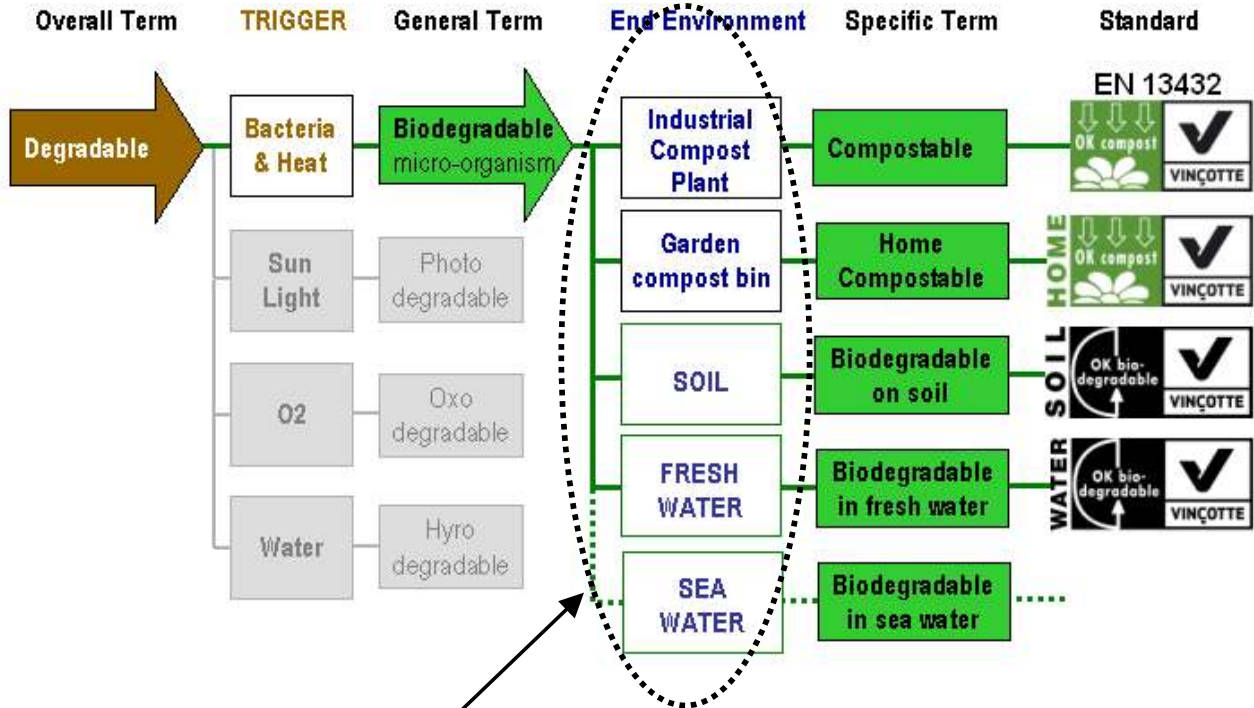 Overall Term
TRIGGER
General Term
End Environment
Specific Term
Standard
Degradable
Bacteria
& Heat
Biodegradable
micro-organism
Industrial
Compost
Plant
Compostable
EN 13432
OK compost
VINÇOTTE
Sun
Light
Photo
degradable
Garden
compost bin
Home
Compostable
HOME
OK compost
VINÇOTTE
O2
Oxo
degradable
SOIL
Biodegradable
on soil
SOIL
OK bio-
degradable
VINÇOTTE
Water
Hyro
degradable
FRESH
WATER
Biodegradable
in fresh water
WATER
OK bio-
degradable
VINÇOTTE
SEA
WATER
Biodegradable
in sea water